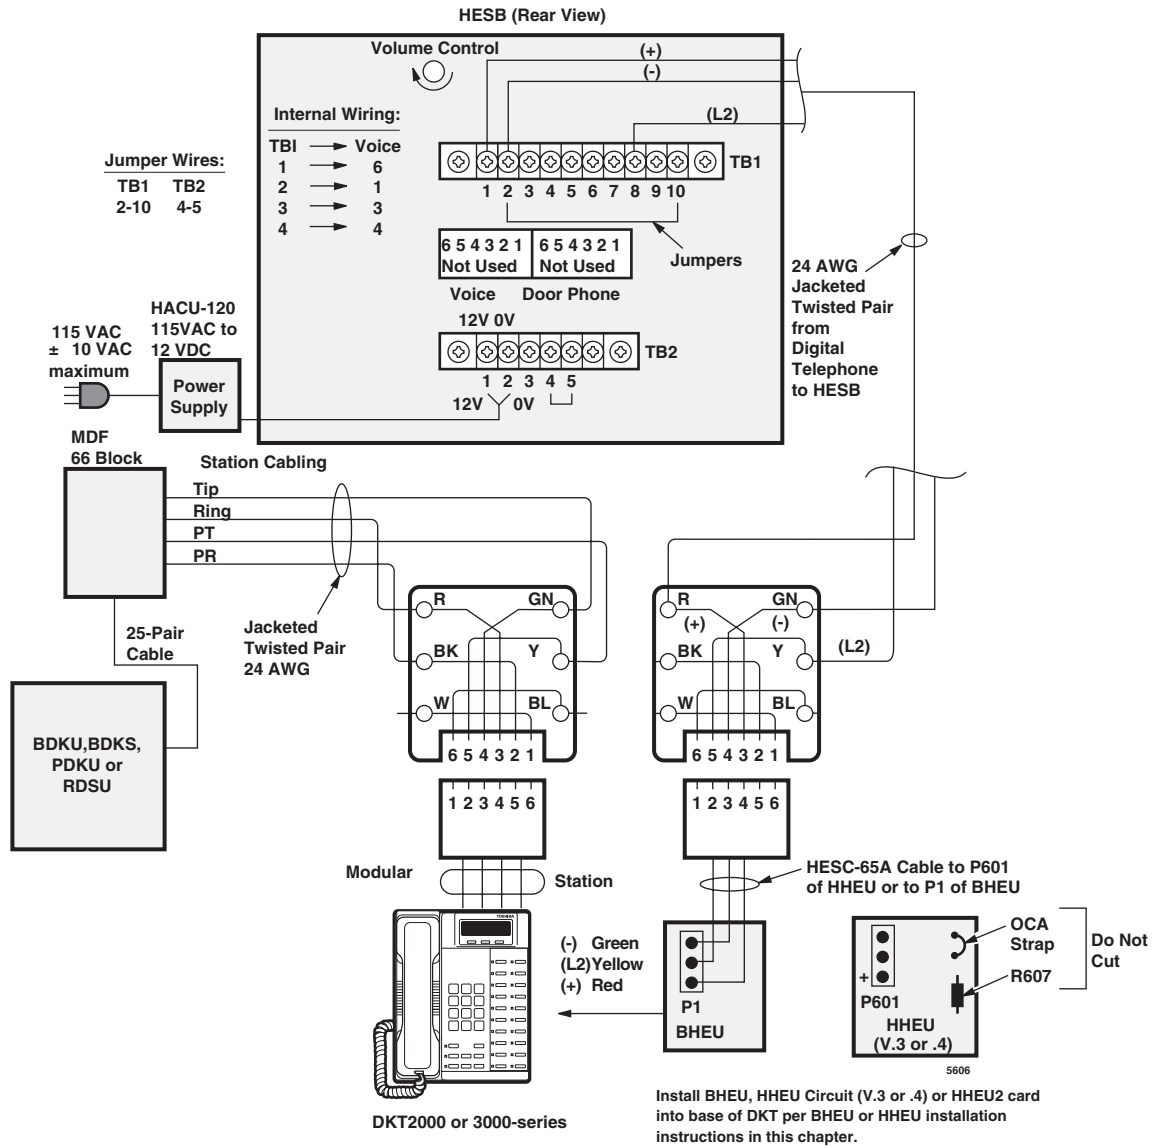 HESB (Rear View)
Volume Control
(+)
(-)
(L2)
Internal Wiring:
TBI Voice
1 6
2 1
3 3
4 4
Jumper Wires:
TB1 TB2
2-10 4-5
TB1
1 2 3 4 5 6 7 8 9 10
Jumpers
6 5 4 3 2 1 6 5 4 3 2 1
Not Used Not Used
Voice Door Phone
12V 0V
TB2
1 2 3 4 5
12V 0V
24 AWG
Jacketed
Twisted Pair
from
Digital
Telephone
to HESB
HACU-120
115VAC to
12 VDC
115 VAC
± 10 VAC
maximum
Power
Supply
MDF
66 Block
Station Cabling
Tip
Ring
PT
PR
25-Pair
Cable
Jacketed
Twisted Pair
24 AWG
BDKU,BDKS,
PDKU or
RDSU
R GN
BK Y
W BL
6 5 4 3 2 1
1 2 3 4 5 6
R GN
(+) (-)
BK Y
(L2)
W BL
6 5 4 3 2 1
1 2 3 4 5 6
Modular Station
TOSHIBA
DKT2000 or 3000-series
HESC-65A Cable to P601
of HHEU or to P1 of BHEU
(-) Green
(L2)Yellow
(+) Red
P1
BHEU
OCA
Strap
R607
Do Not
Cut
+
P601
HHEU
(V.3 or .4)
5606
Install BHEU, HHEU Circuit (V.3 or .4) or HHEU2 card
into base of DKT per BHEU or HHEU installation
instructions in this chapter.